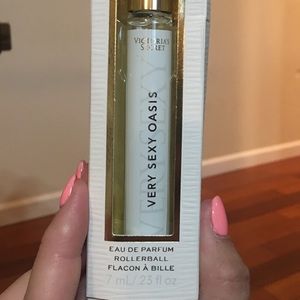 VICTORIA'S
SECRET
VERY SEXY OASIS
EAU DE PARFUM
ROLLERBALL
FLACON À BILLE
7 mL/.23 fl oz